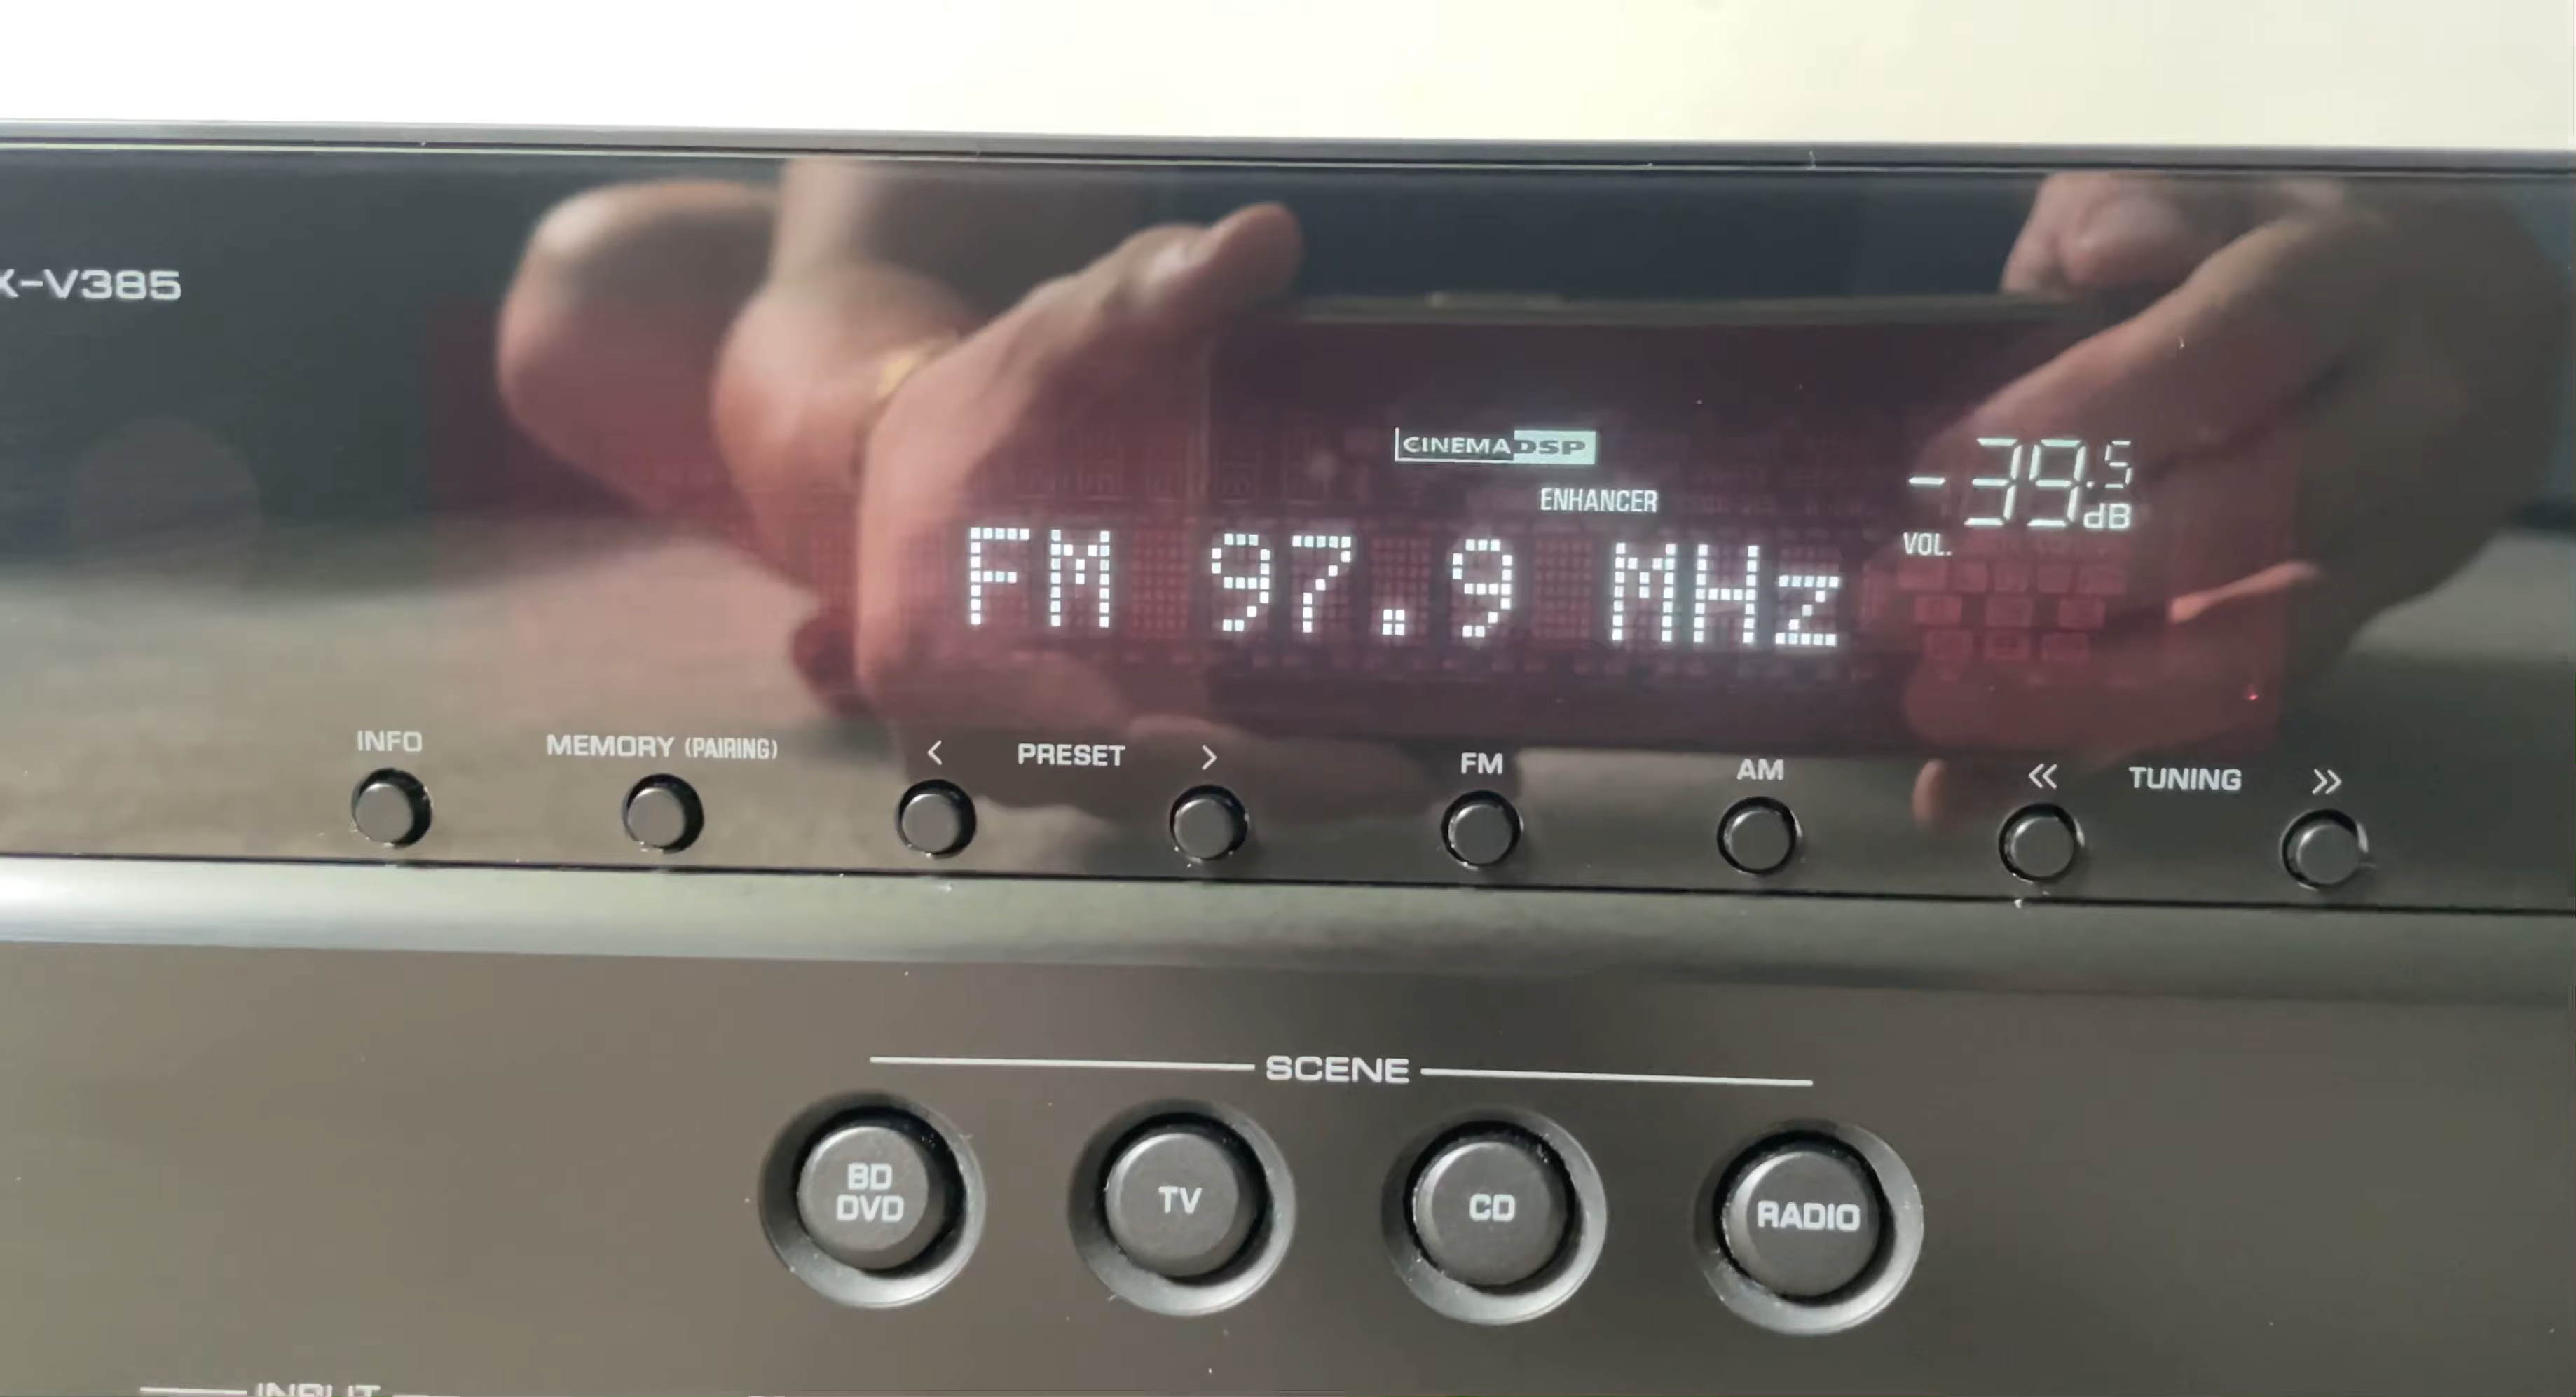 X-V385
CINEMA DSP
-39.5 dB
ENHANCER
VOL.
FM 97.9 MHz
INFO MEMORY (PAIRING) < PRESET > FM AM << TUNING >>
SCENE
BD DVD TV CD RADIO
INPUT